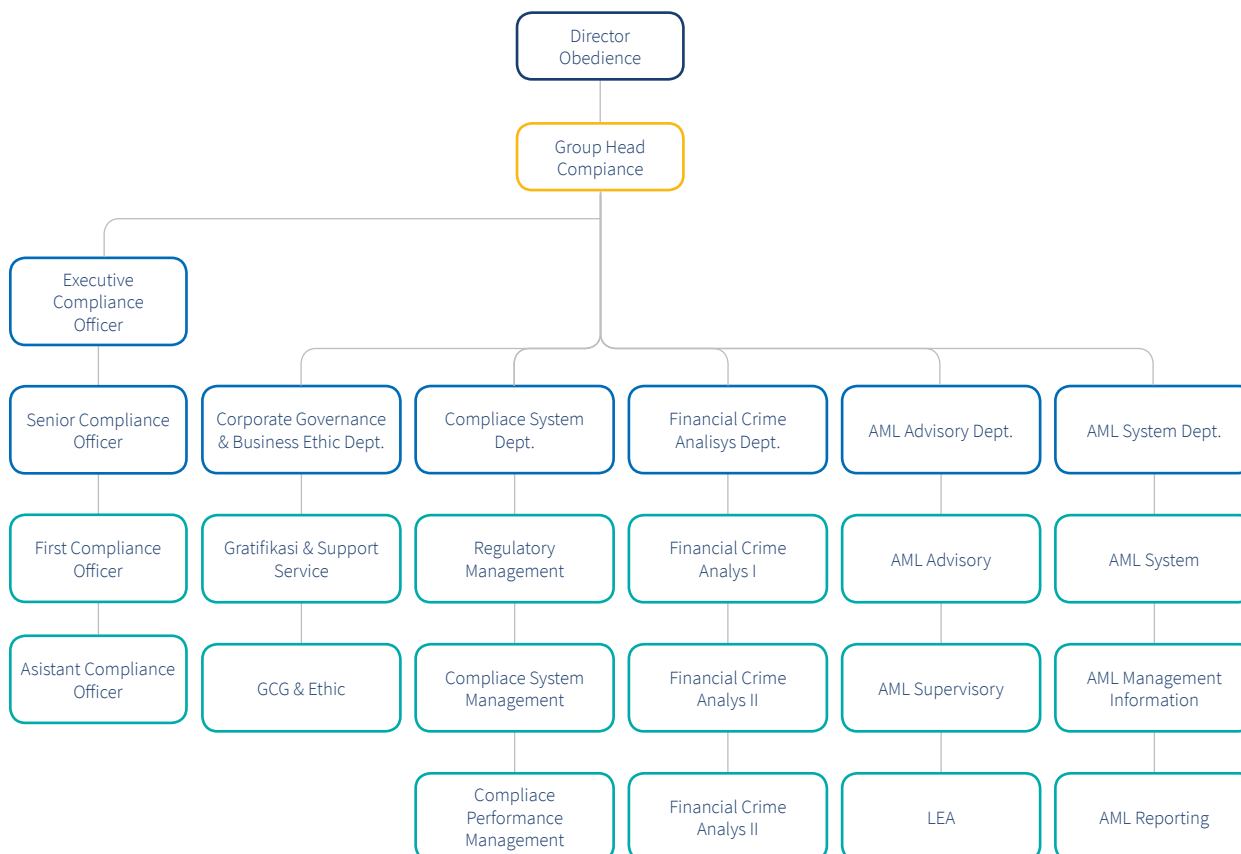 Director
Obedience
Group Head
Compiance
Executive
Compliance
Officer
Senior Compliance
Officer
Corporate Governance
& Business Ethic Dept.
Compliace System
Dept.
Financial Crime
Analisys Dept.
AML Advisory Dept.
AML System Dept.
First Compliance
Officer
Gratifikasi & Support
Service
Regulatory
Management
Financial Crime
Analys I
AML Advisory
AML System
Asistant Compliance
Officer
GCG & Ethic
Compliace System
Management
Financial Crime
Analys II
AML Supervisory
AML Management
Information
Compliace
Performance
Management
Financial Crime
Analys II
LEA
AML Reporting